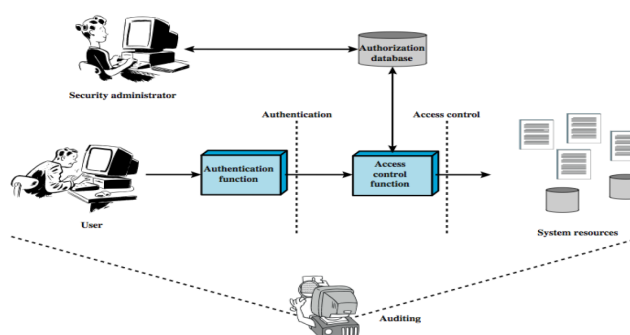 Authorization
database
Security administrator
Authentication
Access control
Authentication
function
Access
control
function
User
System resources
Auditing